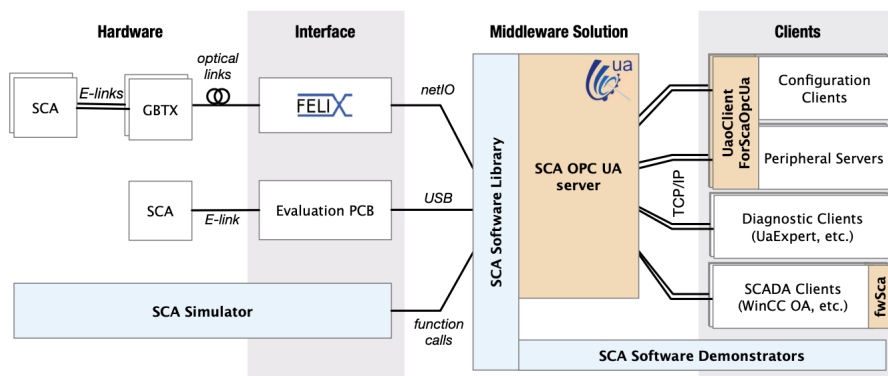 Hardware
Interface
Middleware Solution
Clients
optical
links
E-links
SCA
GBTX
FELIX
netIO
ua
SCA
E-link
Evaluation PCB
USB
SCA Simulator
function
calls
SCA Software Library
SCA OPC UA
server
TCP/IP
UaoClient
ForScaOpcUa
Configuration
Clients
Peripheral Servers
Diagnostic Clients
(UaExpert, etc.)
SCADA Clients
(WinCC OA, etc.)
fwSca
SCA Software Demonstrators